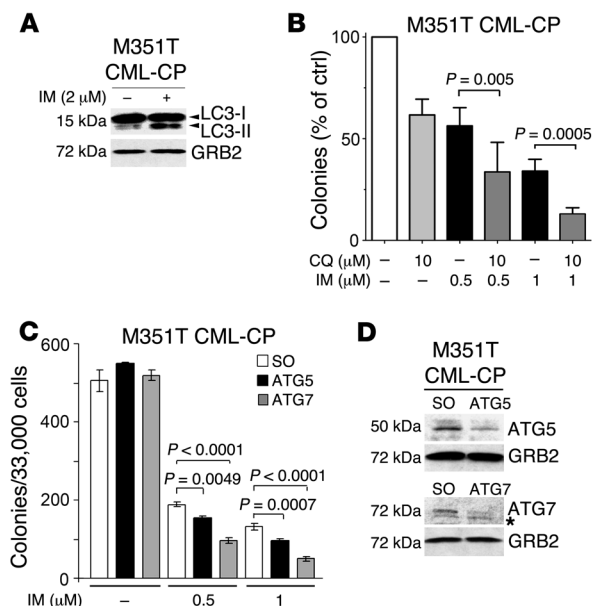 A
M351T
CML-CP
IM (2 μM) – +
15 kDa
LC3-I
LC3-II
72 kDa GRB2
B
M351T CML-CP
Colonies (% of ctrl)
100
50
0
P = 0.005
P = 0.0005
CQ (μM) – 10 – 10 – 10
IM (μM) – – 0.5 0.5 1 1
C
M351T CML-CP
Colonies/33,000 cells
600
400
200
0
SO
ATG5
ATG7
P < 0.0001
P = 0.0049
P < 0.0001
P = 0.0007
IM (μM) – 0.5 1
D
M351T
CML-CP
SO ATG5
50 kDa ATG5
72 kDa GRB2
SO ATG7
72 kDa ATG7
*
72 kDa GRB2